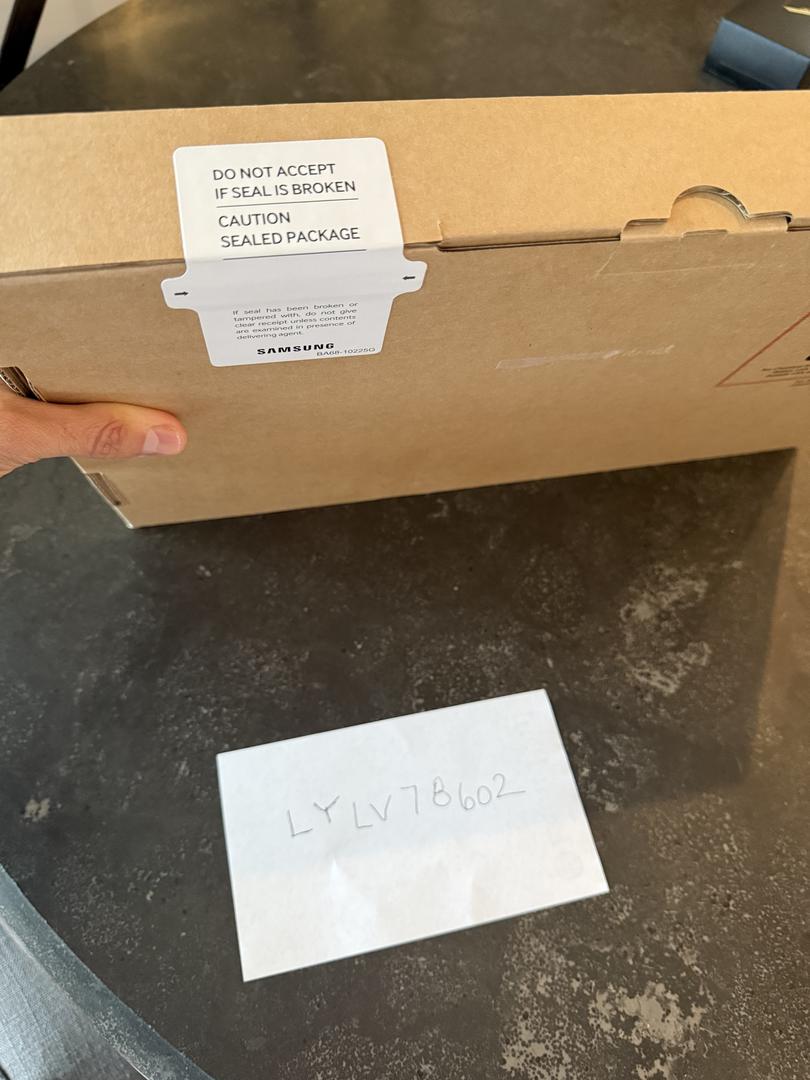 DO NOT ACCEPT
IF SEAL IS BROKEN
CAUTION
SEALED PACKAGE
If seal has been broken or
tampered with, do not give
clear receipt unless contents
are examined in presence of
delivering agent.
SAMSUNG
BA68-10225G
LYLV7B602